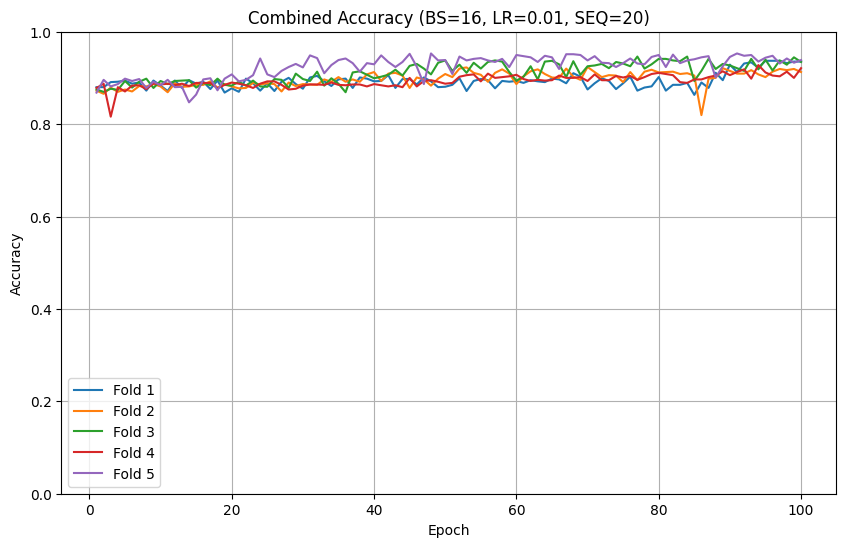 Combined Accuracy (BS=16, LR=0.01, SEQ=20)
1.0
0.8
0.6
0.4
0.2
0.0
Accuracy
Fold 1
Fold 2
Fold 3
Fold 4
Fold 5
0 20 40 60 80 100
Epoch